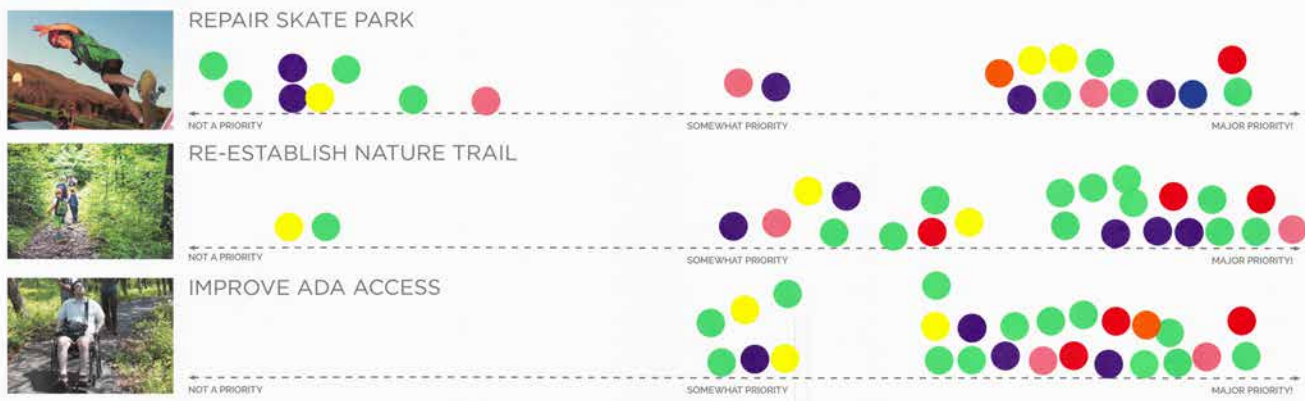 REPAIR SKATE PARK
NOT A PRIORITY
SOMEWHAT PRIORITY
MAJOR PRIORITY!
RE-ESTABLISH NATURE TRAIL
NOT A PRIORITY
SOMEWHAT PRIORITY
MAJOR PRIORITY!
IMPROVE ADA ACCESS
NOT A PRIORITY
SOMEWHAT PRIORITY
MAJOR PRIORITY!